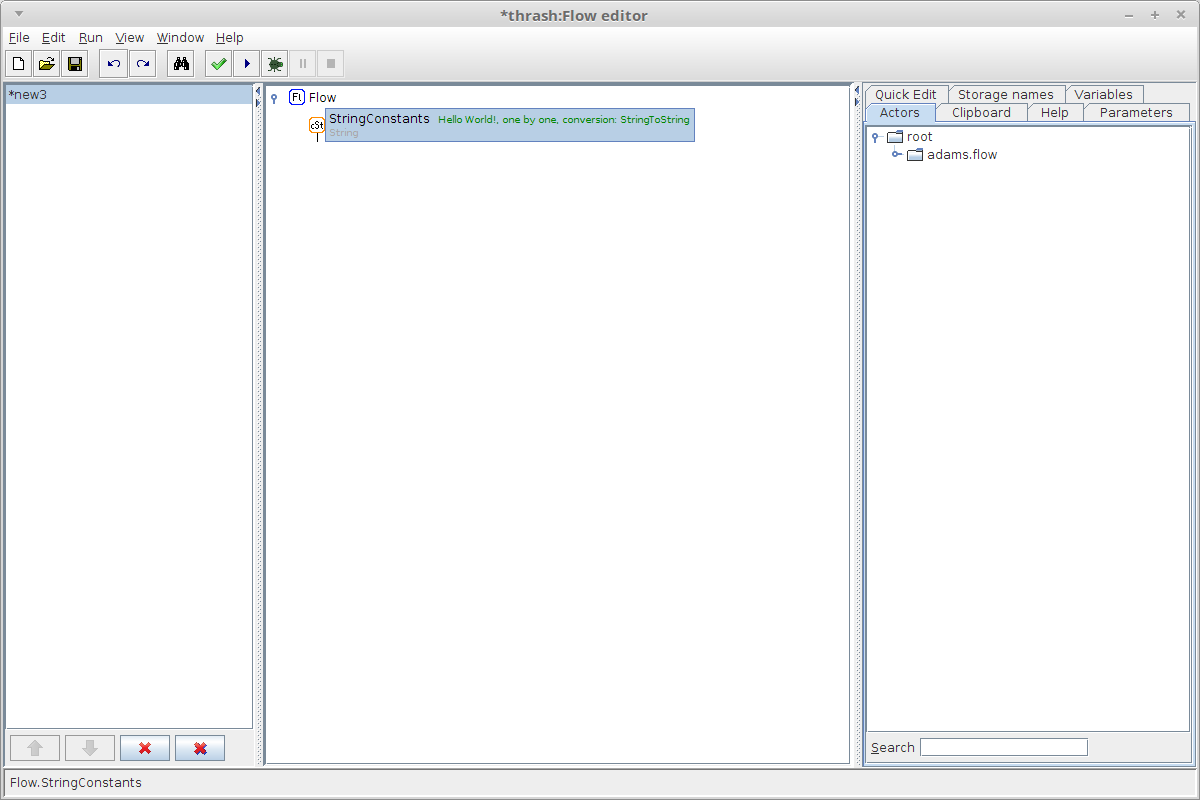 *thrash:Flow editor
File Edit Run View Window Help
*new3
Fl Flow
cSt StringConstants Hello World!, one by one, conversion: StringToString
String
Quick Edit Storage names Variables
Actors Clipboard Help Parameters
root
adams.flow
Search
Flow.StringConstants